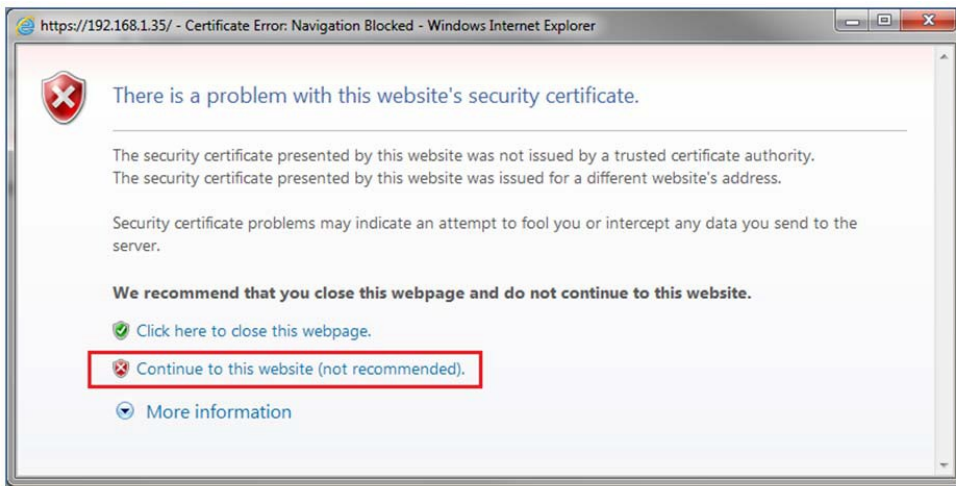 https://192.168.1.35/ - Certificate Error: Navigation Blocked - Windows Internet Explorer
There is a problem with this website's security certificate.
The security certificate presented by this website was not issued by a trusted certificate authority.
The security certificate presented by this website was issued for a different website's address.
Security certificate problems may indicate an attempt to fool you or intercept any data you send to the
server.
We recommend that you close this webpage and do not continue to this website.
Click here to close this webpage.
Continue to this website (not recommended).
More information